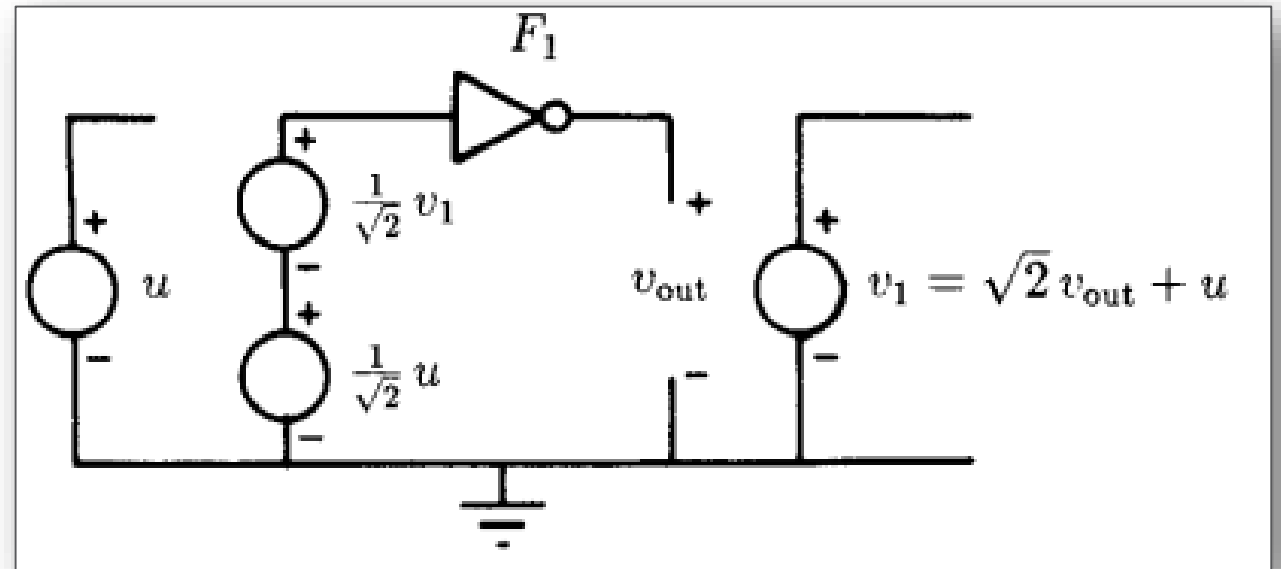 F₁
+
+
+
+
u
1/√2 v₁
v_out
v₁ = √2 v_out + u
−
−
+
−
−
1/√2 u
−